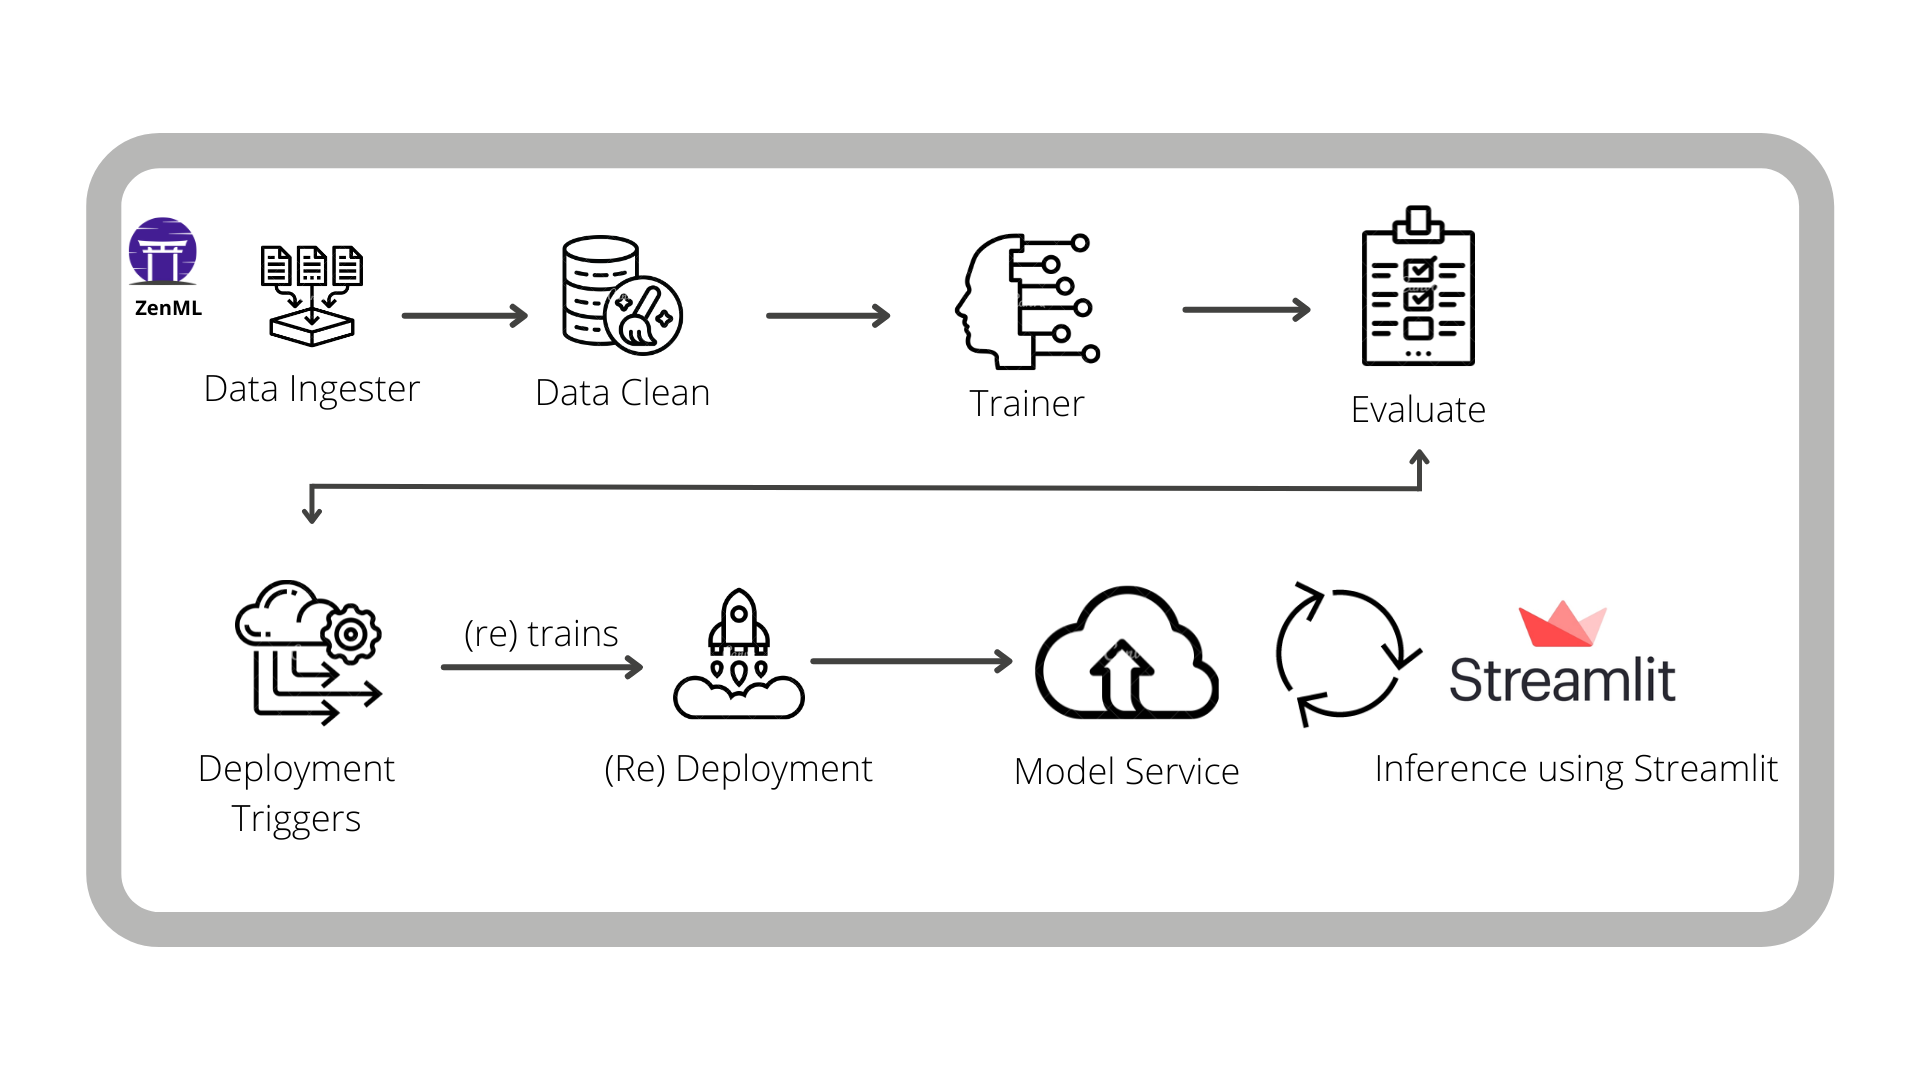 ZenML
Data Ingester
Data Clean
Trainer
Evaluate
(re) trains
Streamlit
Deployment
Triggers
(Re) Deployment
Model Service
Inference using Streamlit